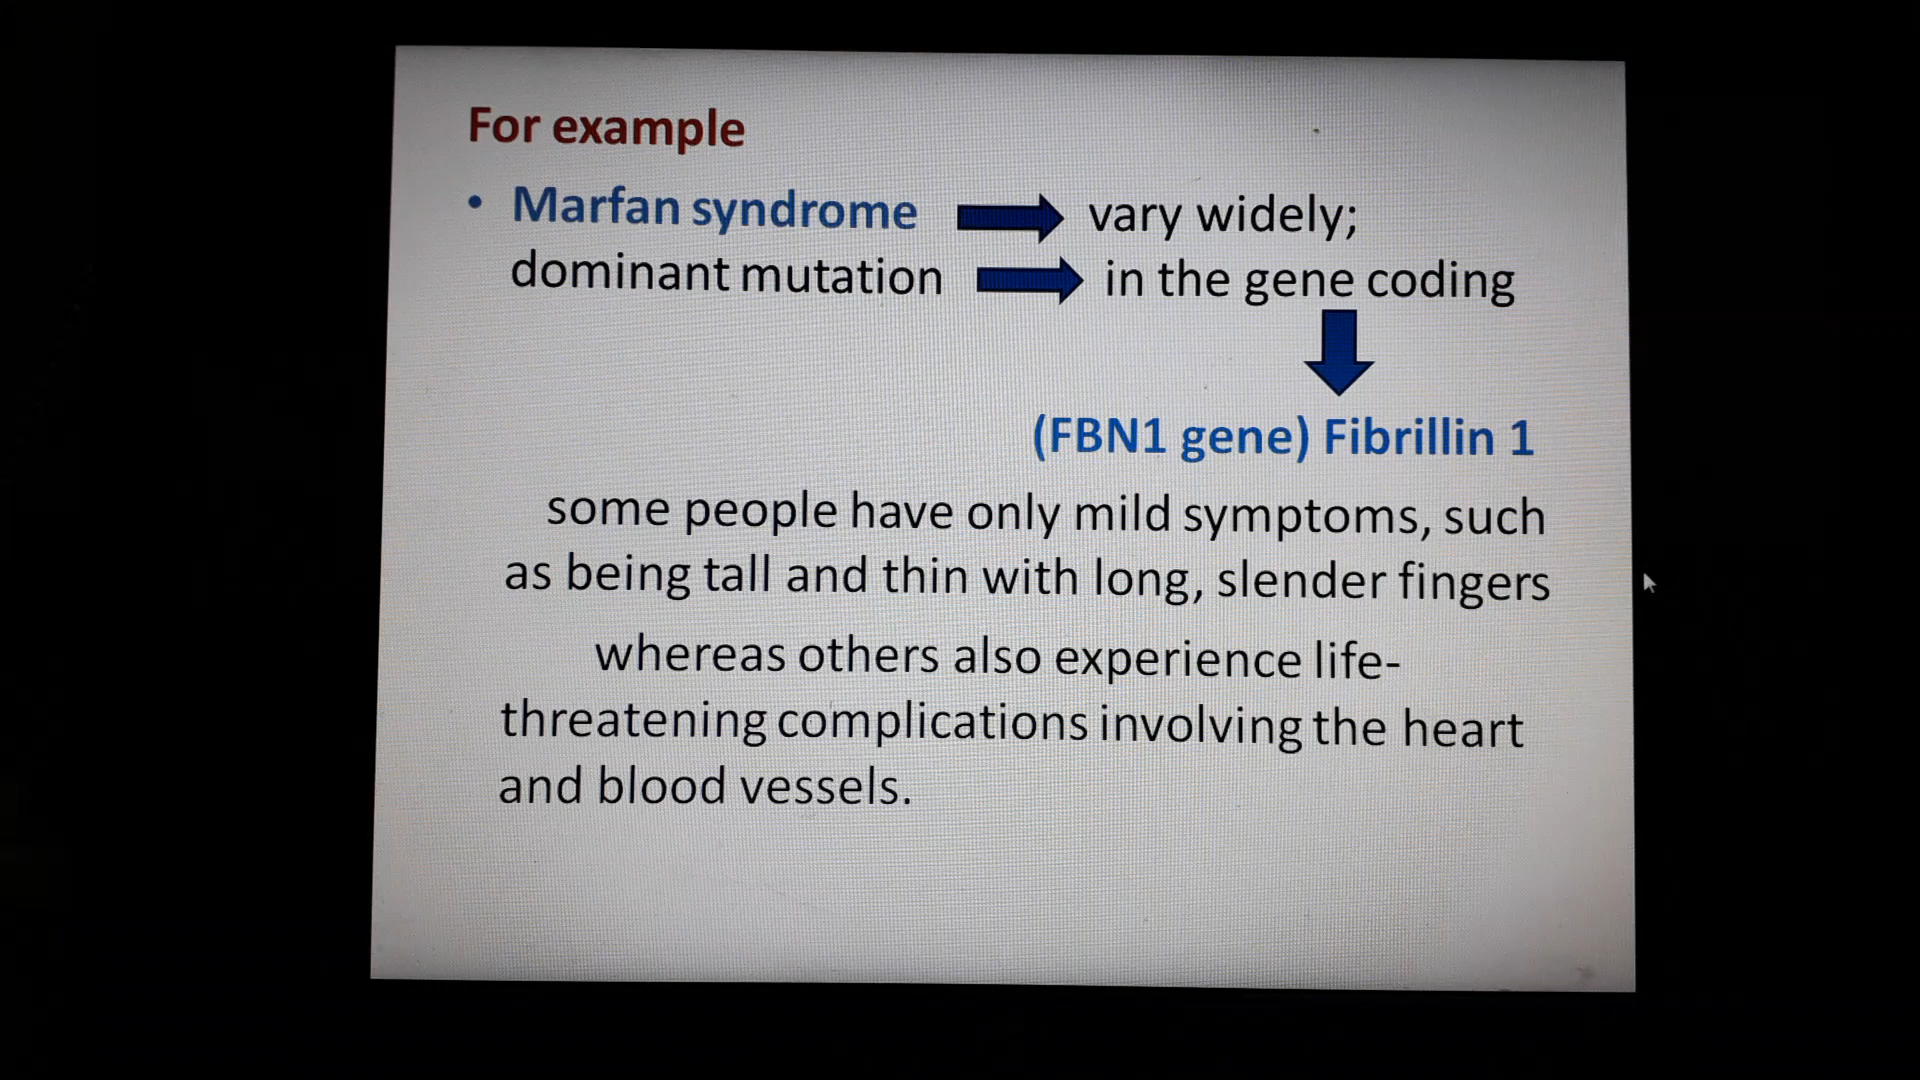 For example
• Marfan syndrome vary widely;
dominant mutation in the gene coding
(FBN1 gene) Fibrillin 1
some people have only mild symptoms, such
as being tall and thin with long, slender fingers
whereas others also experience life-
threatening complications involving the heart
and blood vessels.